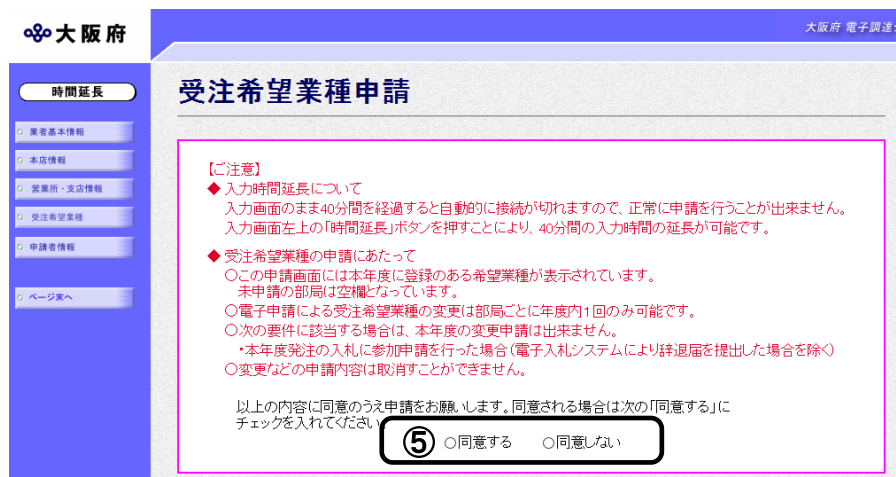 大阪府
大阪府 電子調達
時間延長
業者基本情報
本店情報
営業所・支店情報
受注希望業種
申請者情報
ページ末へ
受注希望業種申請
【ご注意】
◆ 入力時間延長について
入力画面のまま40分間を経過すると自動的に接続が切れますので、正常に申請を行うことが出来ません。
入力画面左上の「時間延長」ボタンを押すことにより、40分間の入力時間の延長が可能です。
◆ 受注希望業種の申請にあたって
○この申請画面には本年度に登録のある希望業種が表示されています。
未申請の部局は空欄となっています。
○電子申請による受注希望業種の変更は部局ごとに年度内1回のみ可能です。
○次の要件に該当する場合は、本年度の変更申請は出来ません。
・本年度発注の入札に参加申請を行った場合(電子入札システムにより辞退届を提出した場合を除く)
○変更などの申請内容は取消すことができません。
以上の内容に同意のうえ申請をお願いします。同意される場合は次の「同意する」に
チェックを入れてください
⑤ ○同意する ○同意しない